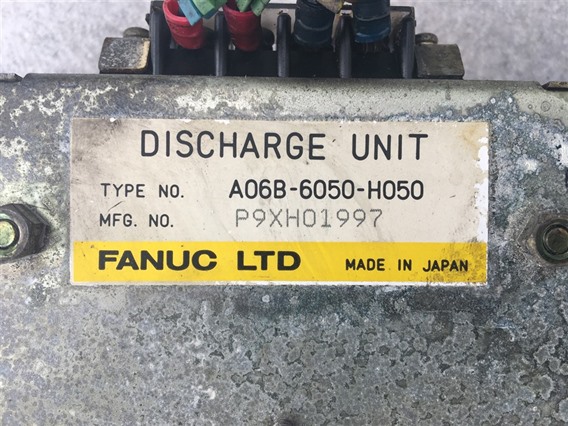 DISCHARGE UNIT
TYPE NO. A06B-6050-H050
MFG. NO. P9XH01997
FANUC LTD MADE IN JAPAN